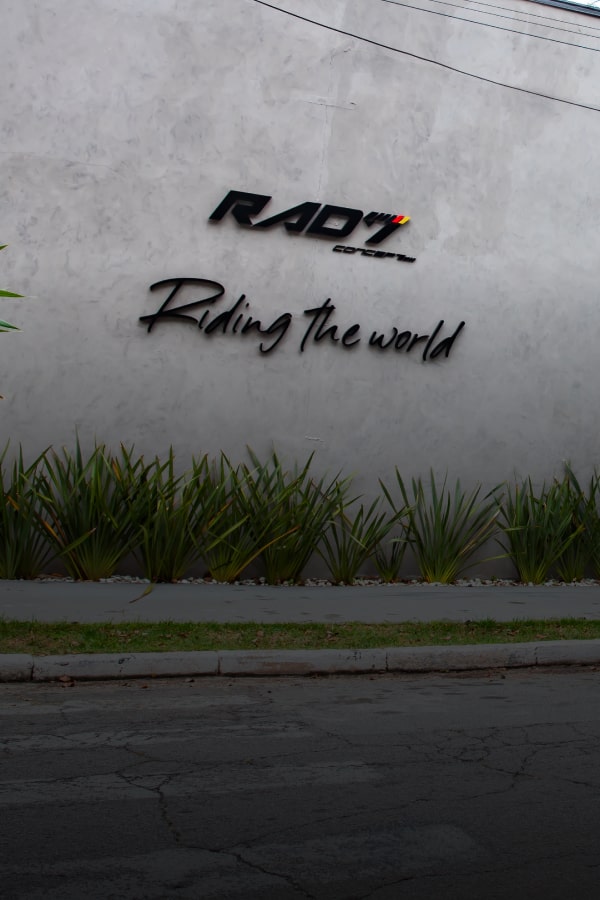 RAD7
concept
Riding the world